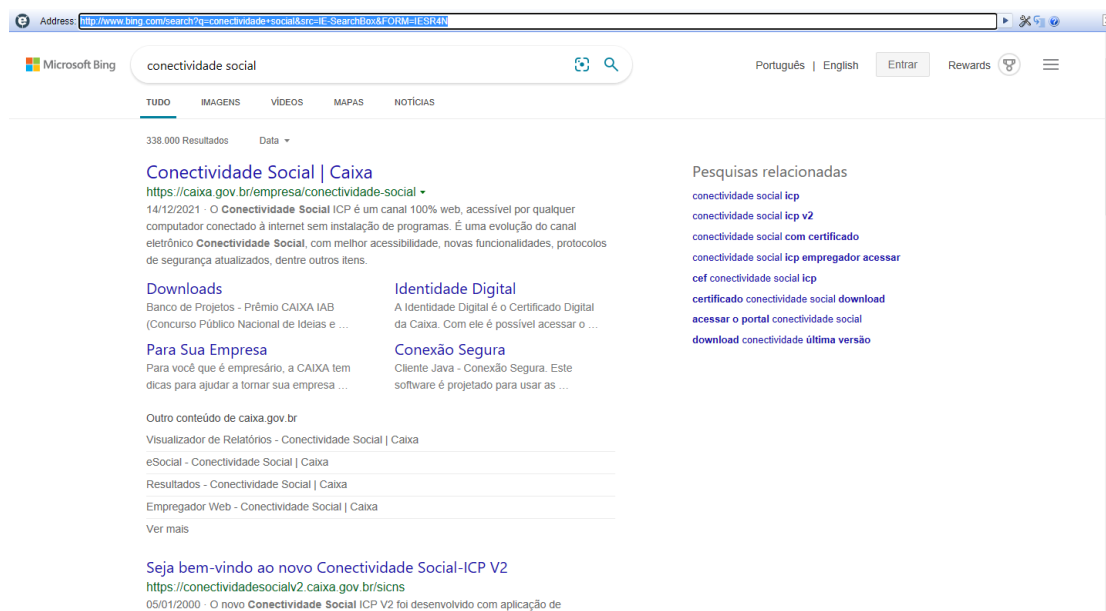 Address: http://www.bing.com/search?q=conectividade+social&src=IE-SearchBox&FORM=IESR4N
Microsoft Bing
conectividade social
Português | English
Entrar
Rewards
TUDO IMAGENS VÍDEOS MAPAS NOTÍCIAS
338.000 Resultados Data
Conectividade Social | Caixa
https://caixa.gov.br/empresa/conectividade-social
14/12/2021 · O Conectividade Social ICP é um canal 100% web, acessível por qualquer
computador conectado à internet sem instalação de programas. É uma evolução do canal
eletrônico Conectividade Social, com melhor acessibilidade, novas funcionalidades, protocolos
de segurança atualizados, dentre outros itens.
Downloads
Banco de Projetos - Prêmio CAIXA IAB
(Concurso Público Nacional de Ideias e …
Identidade Digital
A Identidade Digital é o Certificado Digital
da Caixa. Com ele é possível acessar o …
Para Sua Empresa
Para você que é empresário, a CAIXA tem
dicas para ajudar a tornar sua empresa …
Conexão Segura
Cliente Java - Conexão Segura. Este
software é projetado para usar as …
Outro conteúdo de caixa.gov.br
Visualizador de Relatórios - Conectividade Social | Caixa
eSocial - Conectividade Social | Caixa
Resultados - Conectividade Social | Caixa
Empregador Web - Conectividade Social | Caixa
Ver mais
Seja bem-vindo ao novo Conectividade Social-ICP V2
https://conectividadesocialv2.caixa.gov.br/sicns
05/01/2000 · O novo Conectividade Social ICP V2 foi desenvolvido com aplicação de
Pesquisas relacionadas
conectividade social icp
conectividade social icp v2
conectividade social com certificado
conectividade social icp empregador acessar
cef conectividade social icp
certificado conectividade social download
acessar o portal conectividade social
download conectividade última versão